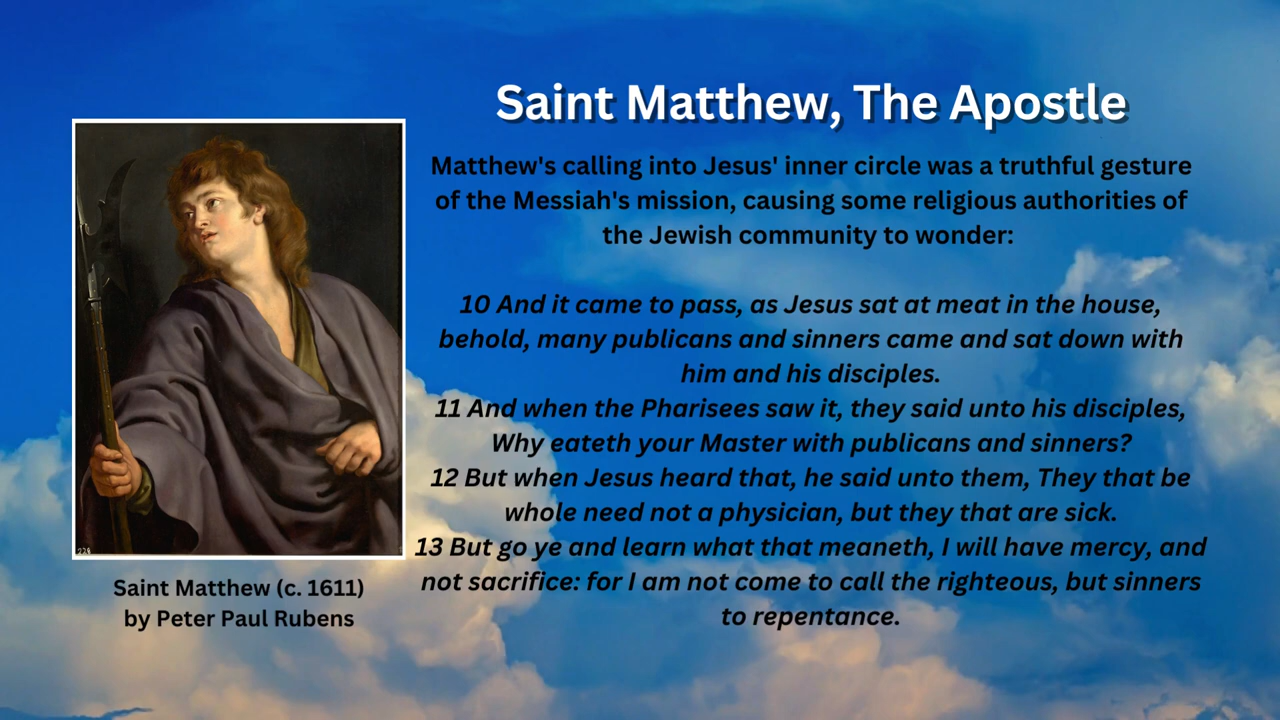 Saint Matthew, The Apostle
Matthew's calling into Jesus' inner circle was a truthful gesture
of the Messiah's mission, causing some religious authorities of
the Jewish community to wonder:
10 And it came to pass, as Jesus sat at meat in the house,
behold, many publicans and sinners came and sat down with
him and his disciples.
11 And when the Pharisees saw it, they said unto his disciples,
Why eateth your Master with publicans and sinners?
12 But when Jesus heard that, he said unto them, They that be
whole need not a physician, but they that are sick.
13 But go ye and learn what that meaneth, I will have mercy, and
not sacrifice: for I am not come to call the righteous, but sinners
to repentance.
Saint Matthew (c. 1611)
by Peter Paul Rubens